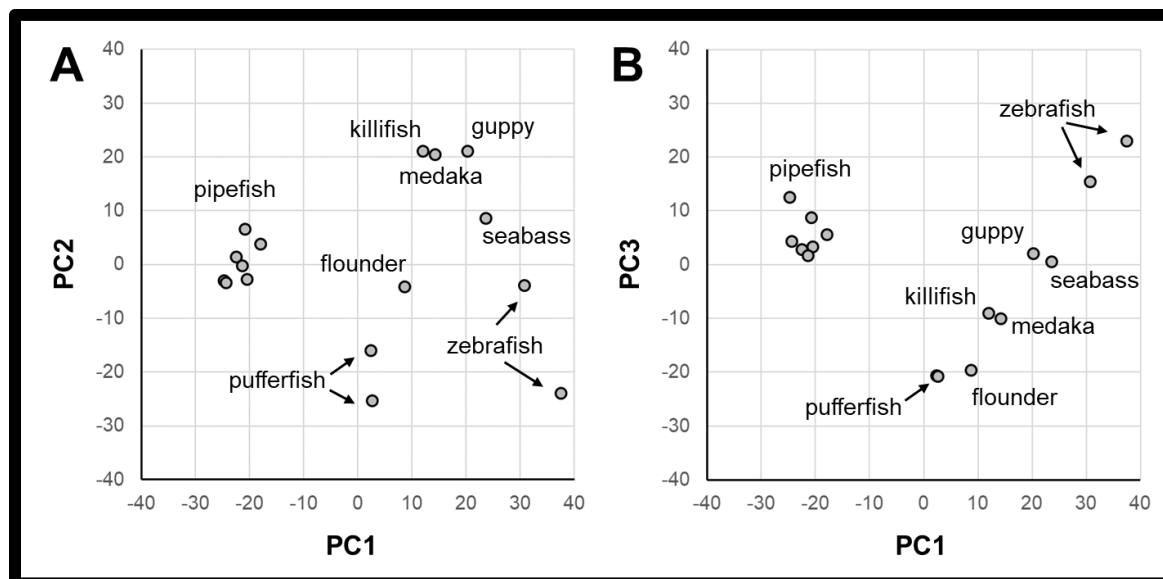 A
40
30
20
10
0
-10
-20
-30
-40
-40 -30 -20 -10 0 10 20 30 40
PC2
PC1
killifish
guppy
medaka
pipefish
seabass
flounder
zebrafish
pufferfish
B
40
30
20
10
0
-10
-20
-30
-40
-40 -30 -20 -10 0 10 20 30 40
PC3
PC1
zebrafish
pipefish
guppy
seabass
killifish
medaka
pufferfish
flounder